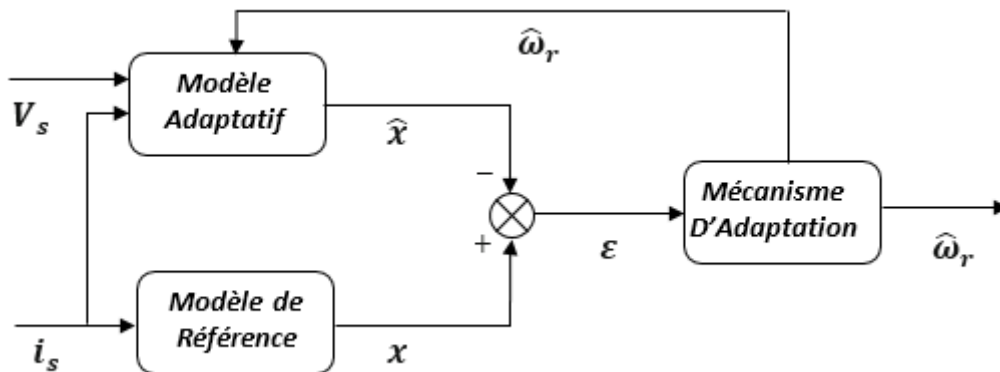 ω̂r
Modèle
Adaptatif
Vs
x̂
−
Mécanisme
D'Adaptation
+
ε
ω̂r
Modèle de
Référence
is
x